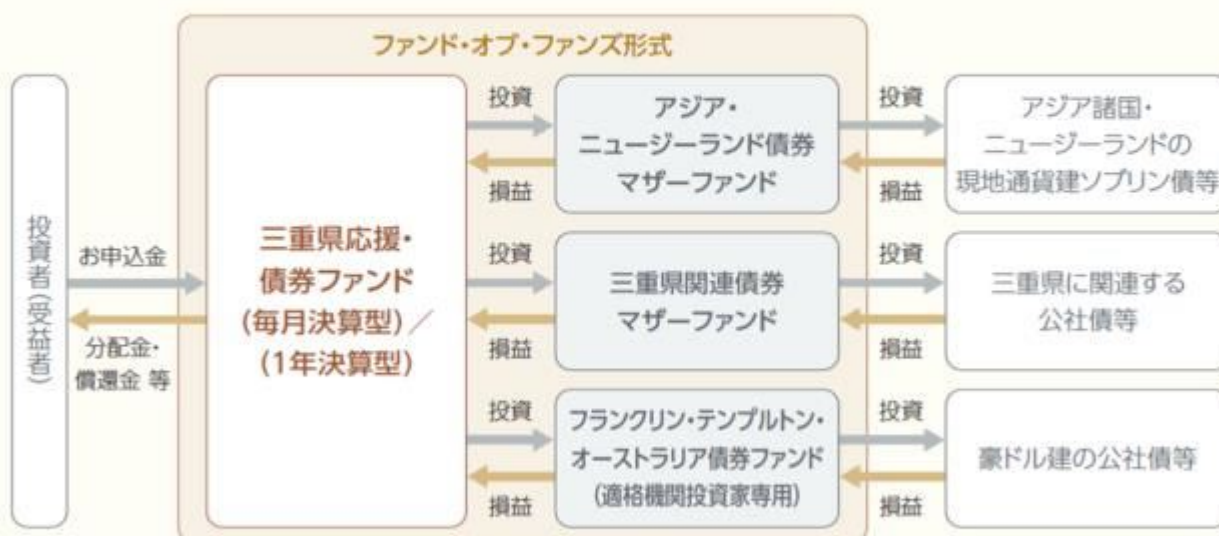 ファンド・オブ・ファンズ形式
投資者(受益者)
お申込金
分配金・
償還金 等
三重県応援・
債券ファンド
(毎月決算型)／
(1年決算型)
投資
損益
アジア・
ニュージーランド債券
マザーファンド
投資
損益
アジア諸国・
ニュージーランドの
現地通貨建ソブリン債等
投資
損益
三重県関連債券
マザーファンド
投資
損益
三重県に関連する
公社債等
投資
損益
フランクリン・テンプルトン・
オーストラリア債券ファンド
(適格機関投資家専用)
投資
損益
豪ドル建の公社債等